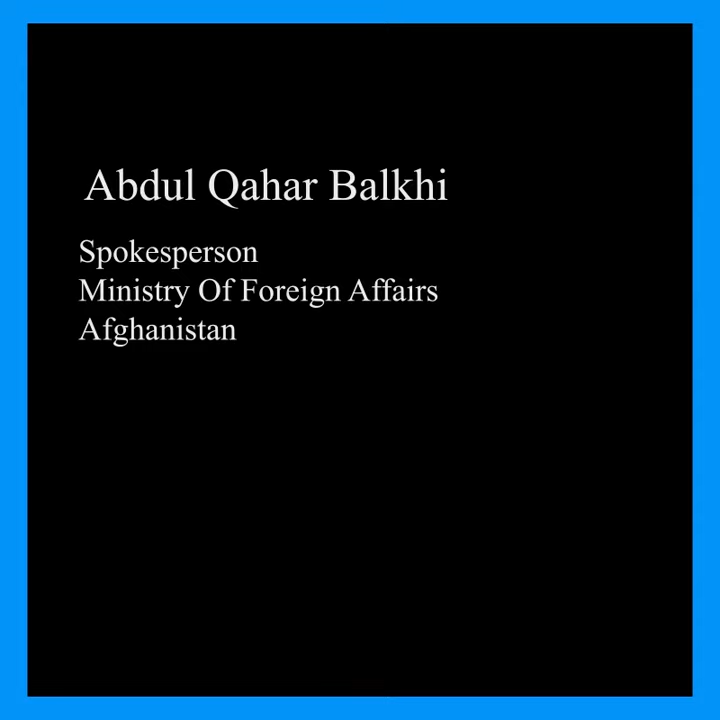 Abdul Qahar Balkhi
Spokesperson
Ministry Of Foreign Affairs
Afghanistan